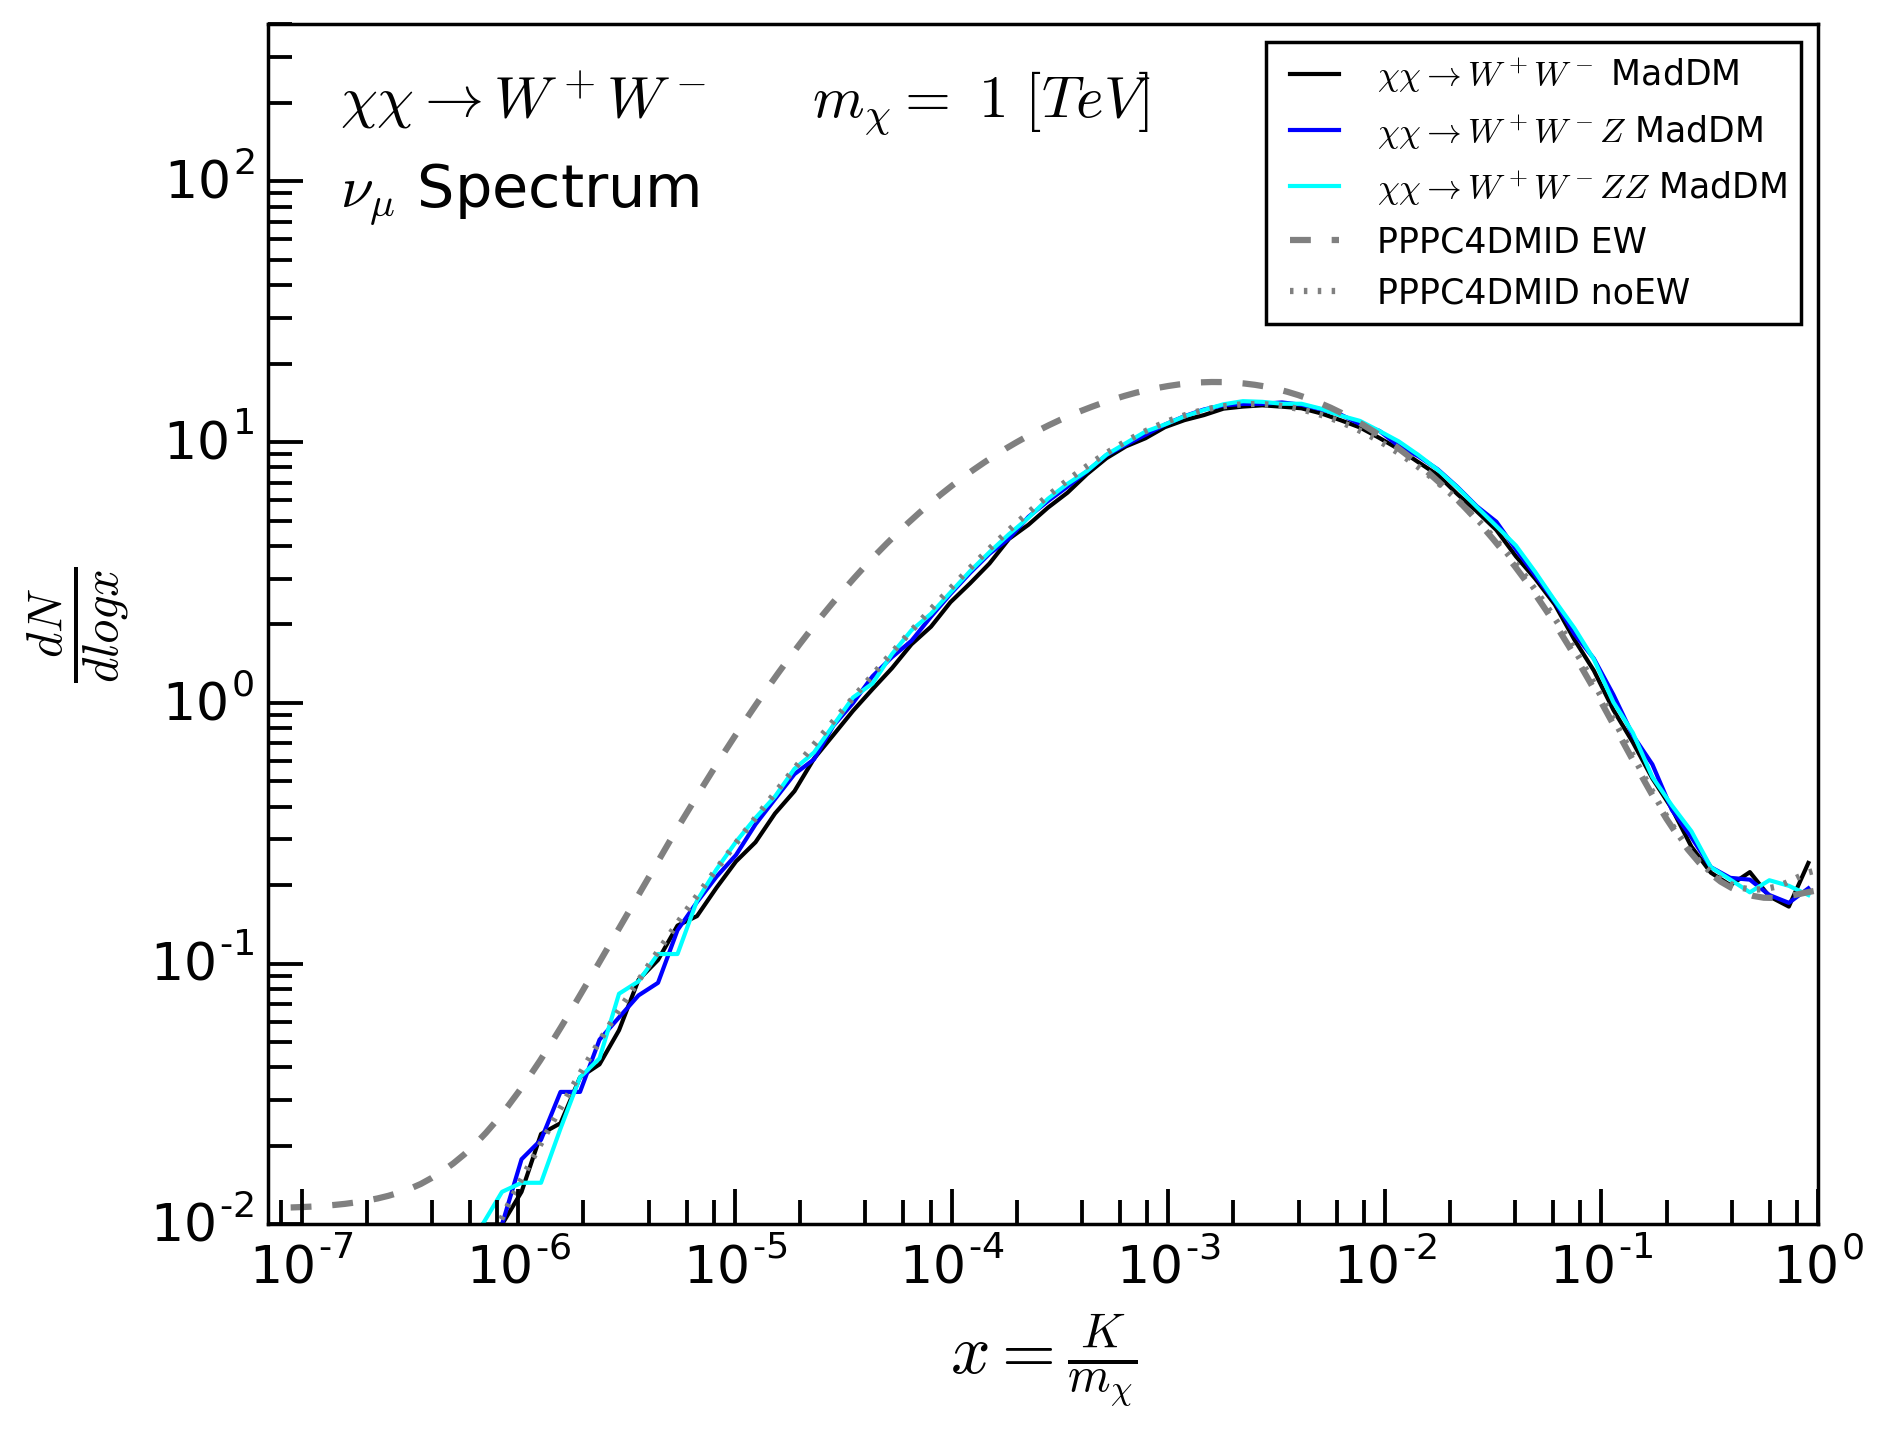 χχ→W⁺W⁻ m_χ = 1 [TeV]
ν_μ Spectrum
χχ→W⁺W⁻ MadDM
χχ→W⁺W⁻Z MadDM
χχ→W⁺W⁻ZZ MadDM
PPPC4DMID EW
PPPC4DMID noEW
10²
10¹
10⁰
10⁻¹
10⁻²
dN
dlogx
10⁻⁷ 10⁻⁶ 10⁻⁵ 10⁻⁴ 10⁻³ 10⁻² 10⁻¹ 10⁰
x = K/m_χ